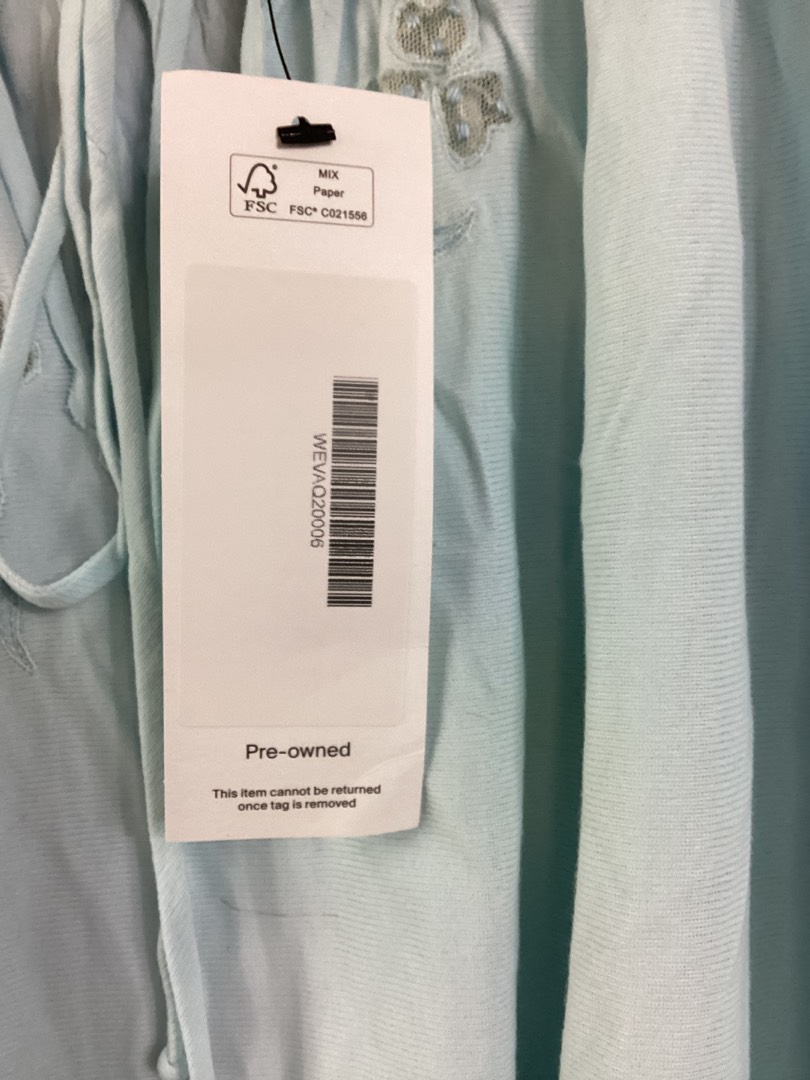 MIX
Paper
FSC
FSC® C021556
WEVAQ20006
Pre-owned
This item cannot be returned
once tag is removed